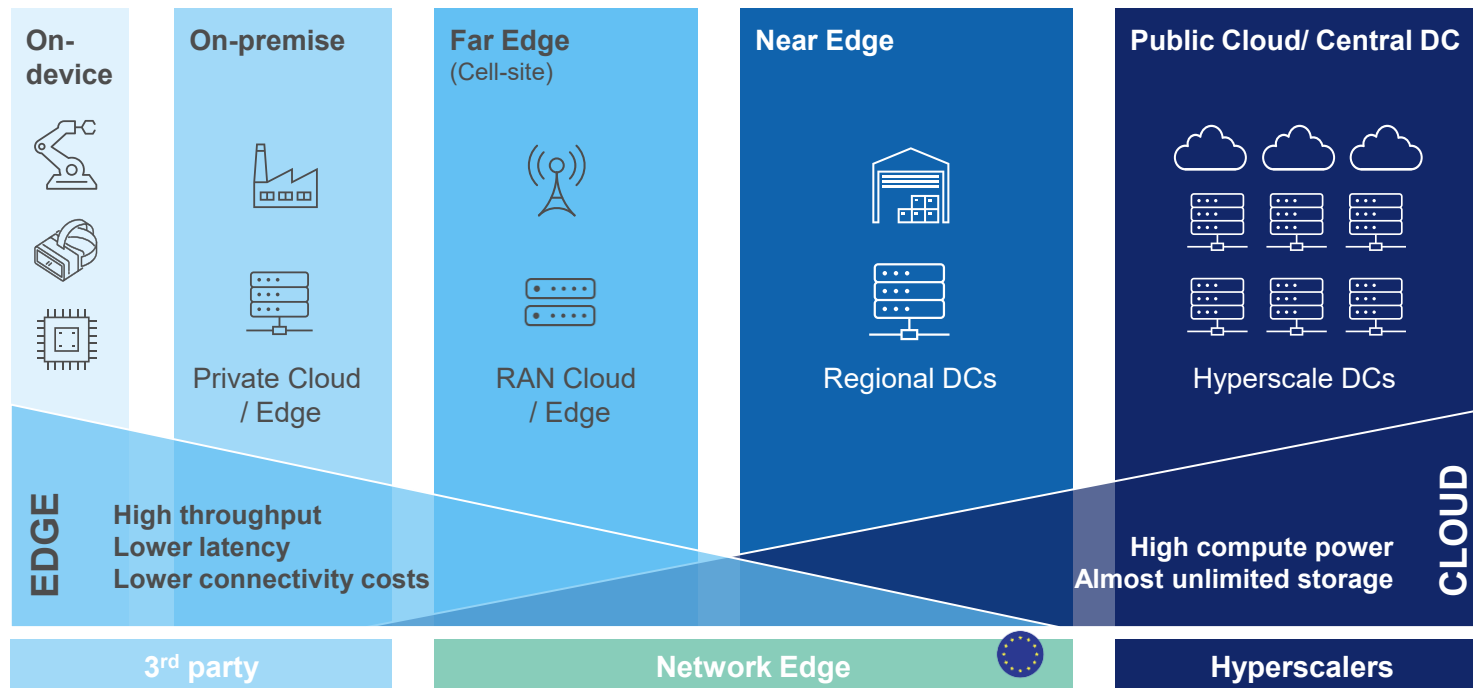 On-
device
On-premise
Far Edge
(Cell-site)
Near Edge
Public Cloud/ Central DC
Private Cloud
/ Edge
RAN Cloud
/ Edge
Regional DCs
Hyperscale DCs
EDGE
High throughput
Lower latency
Lower connectivity costs
High compute power
Almost unlimited storage
CLOUD
3rd party
Network Edge
Hyperscalers